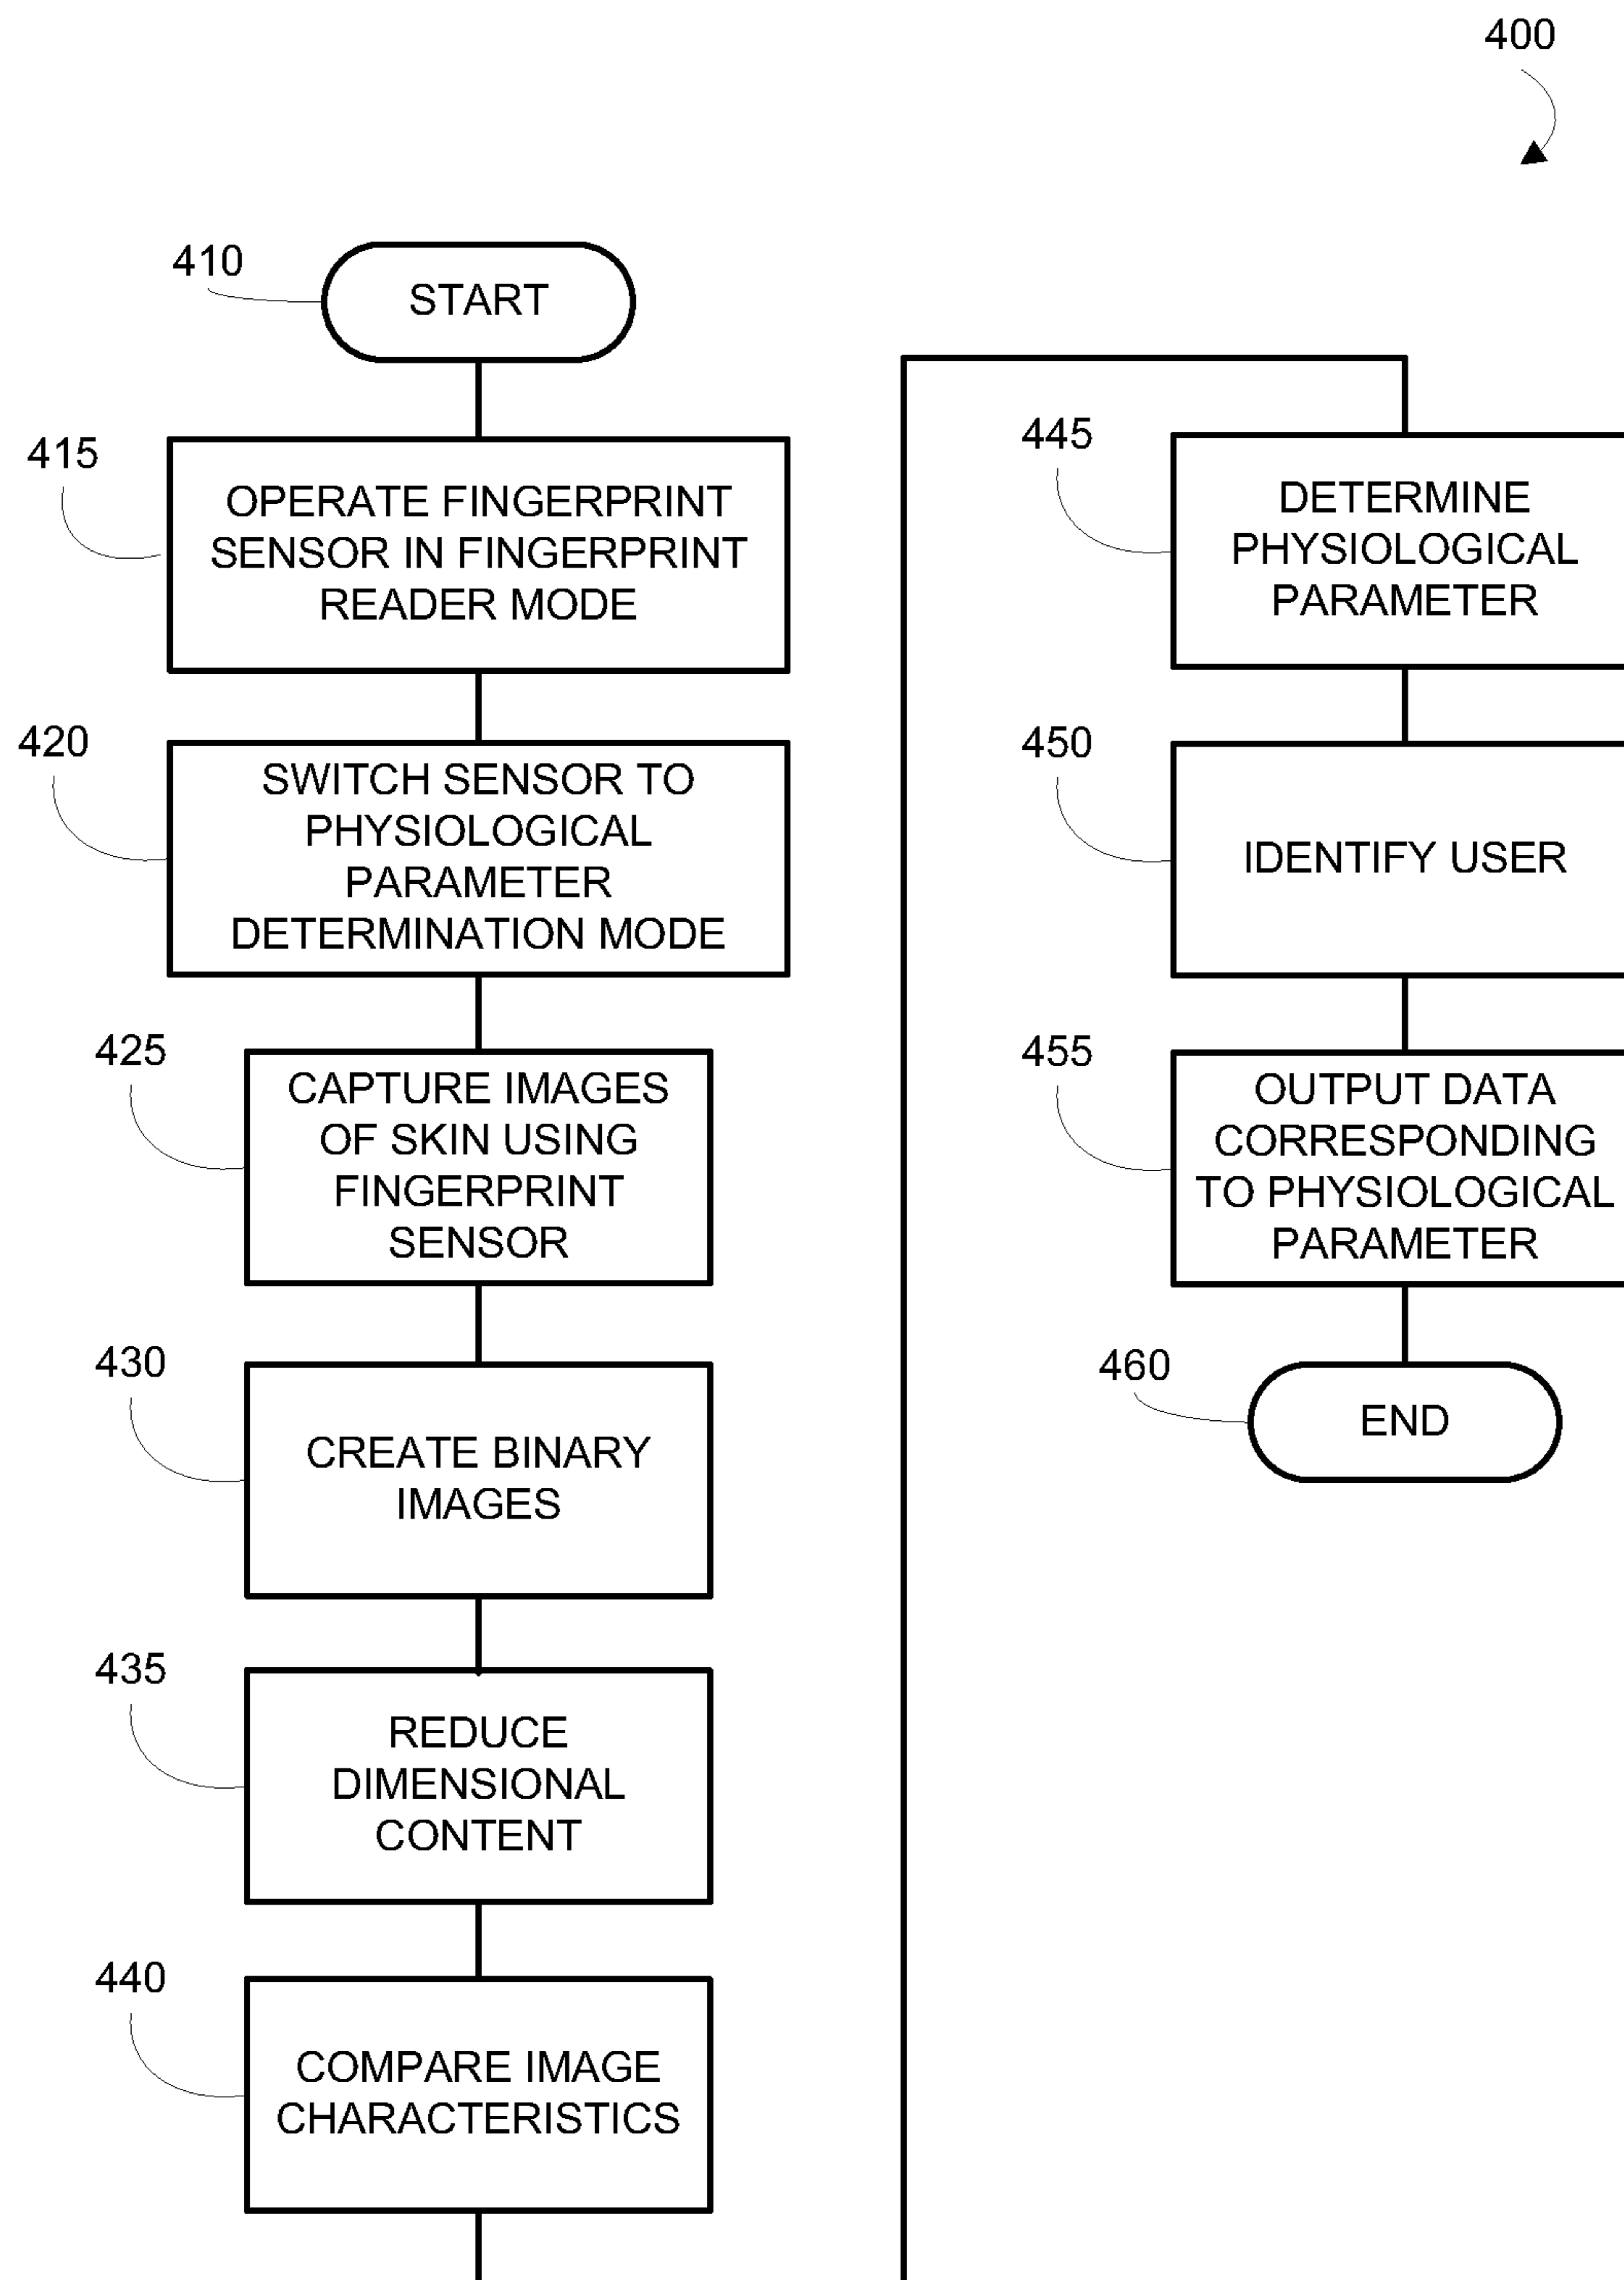 400
410
START
415
OPERATE FINGERPRINT
SENSOR IN FINGERPRINT
READER MODE
420
SWITCH SENSOR TO
PHYSIOLOGICAL
PARAMETER
DETERMINATION MODE
425
CAPTURE IMAGES
OF SKIN USING
FINGERPRINT
SENSOR
430
CREATE BINARY
IMAGES
435
REDUCE
DIMENSIONAL
CONTENT
440
COMPARE IMAGE
CHARACTERISTICS
445
DETERMINE
PHYSIOLOGICAL
PARAMETER
450
IDENTIFY USER
455
OUTPUT DATA
CORRESPONDING
TO PHYSIOLOGICAL
PARAMETER
460
END